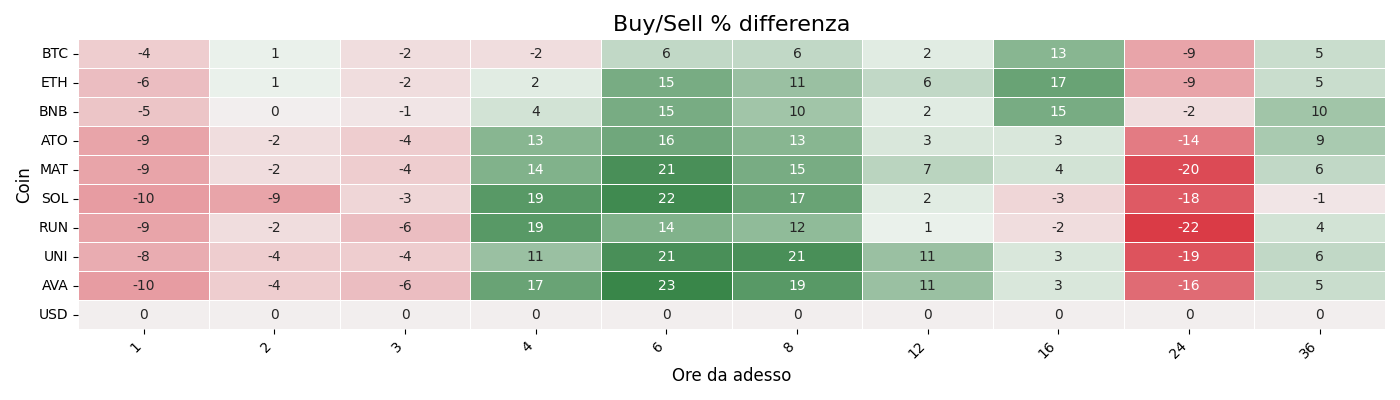 Buy/Sell % differenza
Coin
BTC -4 1 -2 -2 6 6 2 13 -9 5
ETH -6 1 -2 2 15 11 6 17 -9 5
BNB -5 0 -1 4 15 10 2 15 -2 10
ATO -9 -2 -4 13 16 13 3 3 -14 9
MAT -9 -2 -4 14 21 15 7 4 -20 6
SOL -10 -9 -3 19 22 17 2 -3 -18 -1
RUN -9 -2 -6 19 14 12 1 -2 -22 4
UNI -8 -4 -4 11 21 21 11 3 -19 6
AVA -10 -4 -6 17 23 19 11 3 -16 5
USD 0 0 0 0 0 0 0 0 0 0
1 2 3 4 6 8 12 16 24 36
Ore da adesso